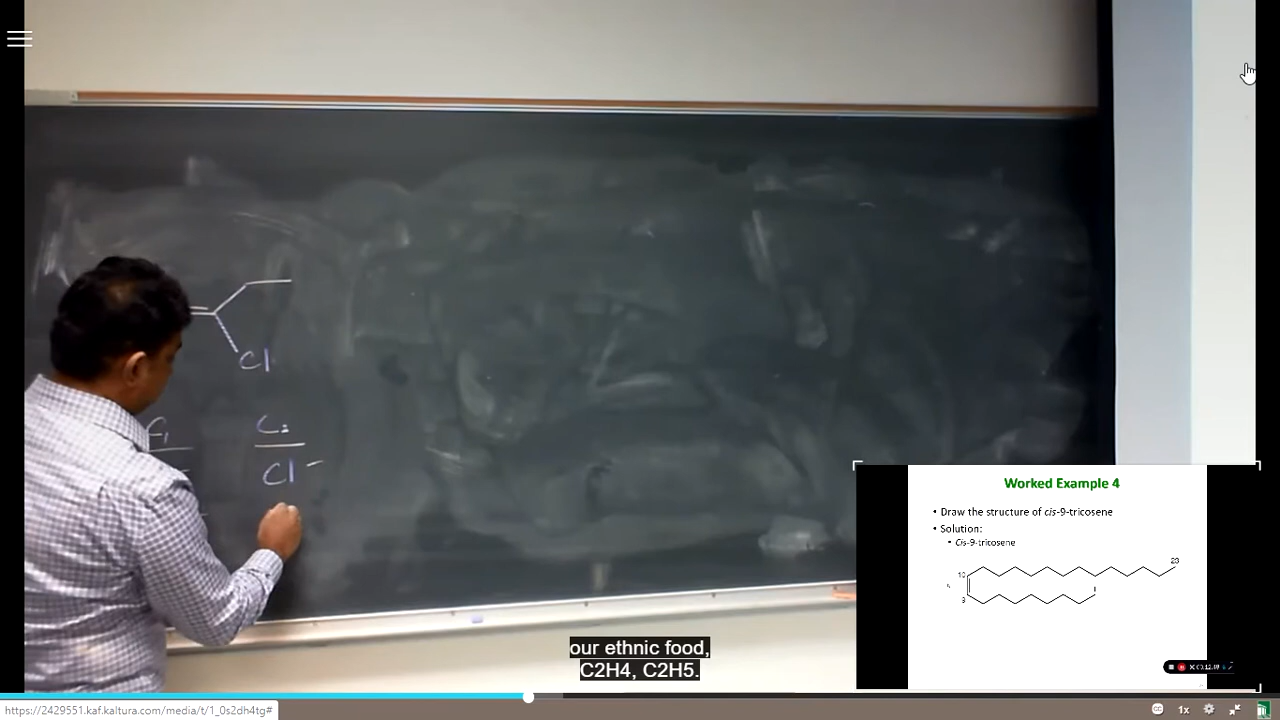 Cl
C₂
Cl -
Worked Example 4
• Draw the structure of cis-9-tricosene
• Solution:
• Cis-9-tricosene
23
10
1
9
our ethnic food,
C2H4, C2H5.
https://2429551.kaf.kaltura.com/media/t/1_0s2dh4tg#
1x